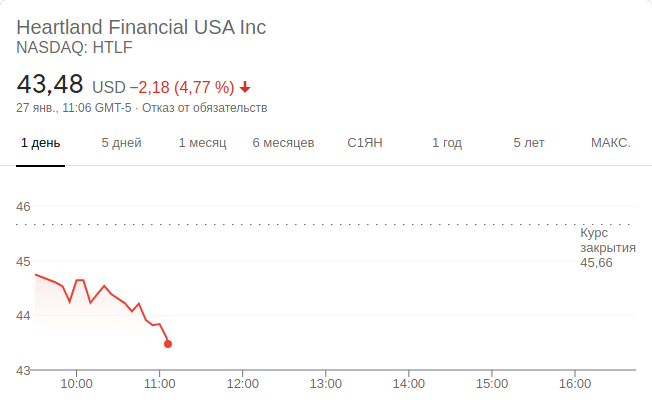 Heartland Financial USA Inc
NASDAQ: HTLF
43,48 USD −2,18 (4,77 %)
27 янв., 11:06 GMT-5 · Отказ от обязательств
1 день 5 дней 1 месяц 6 месяцев С1ЯН 1 год 5 лет МАКС.
46
Курс
закрытия
45,66
45
44
43
10:00 11:00 12:00 13:00 14:00 15:00 16:00